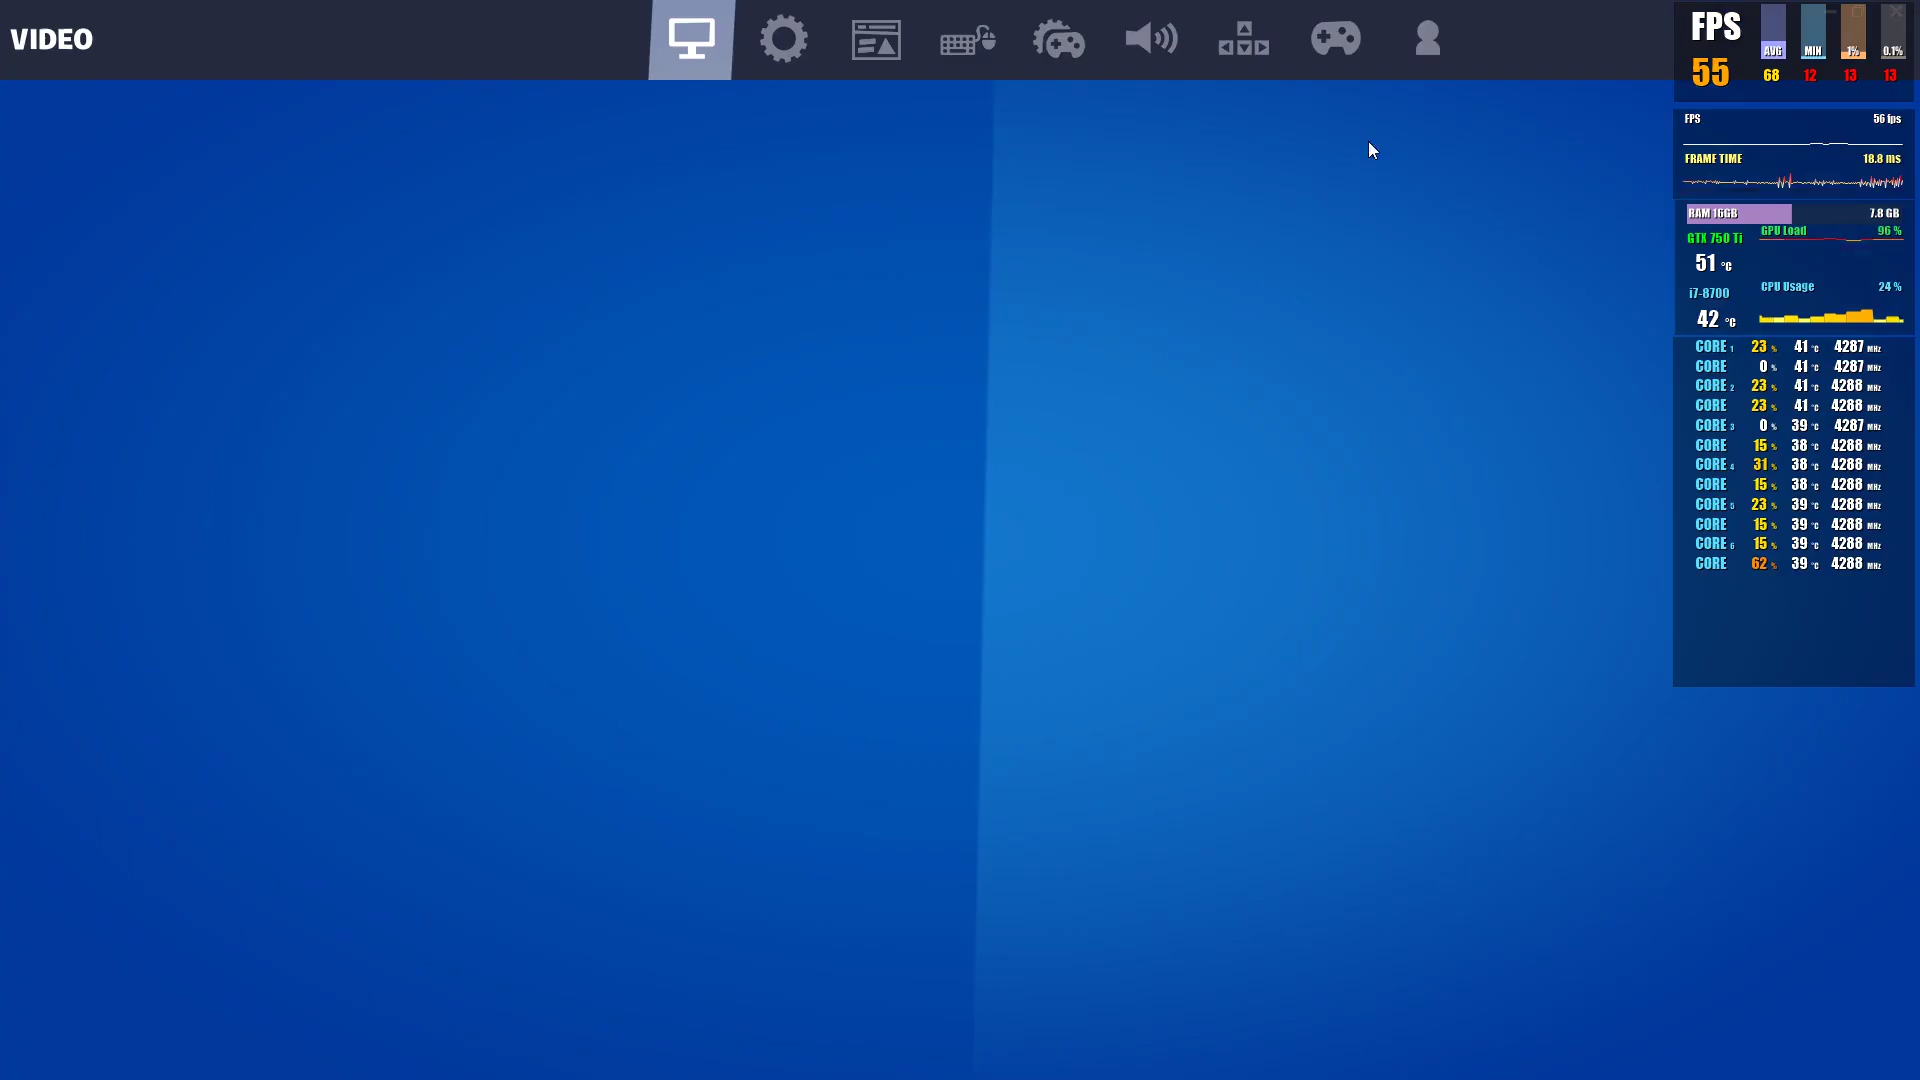 VIDEO
FPS
AVG MIN 1% 0.1%
55 68 12 13 13
FPS 56 fps
FRAME TIME 18.8 ms
RAM 16GB 7.8 GB
GTX 750 Ti GPU Load 96 %
51 °C
i7-8700 CPU Usage 24 %
42 °C
CORE 1 23 % 41 °C 4287 MHz
CORE 0 % 41 °C 4287 MHz
CORE 2 23 % 41 °C 4288 MHz
CORE 23 % 41 °C 4288 MHz
CORE 3 0 % 39 °C 4287 MHz
CORE 15 % 38 °C 4288 MHz
CORE 4 31 % 38 °C 4288 MHz
CORE 15 % 38 °C 4288 MHz
CORE 5 23 % 39 °C 4288 MHz
CORE 15 % 39 °C 4288 MHz
CORE 6 15 % 39 °C 4288 MHz
CORE 62 % 39 °C 4288 MHz